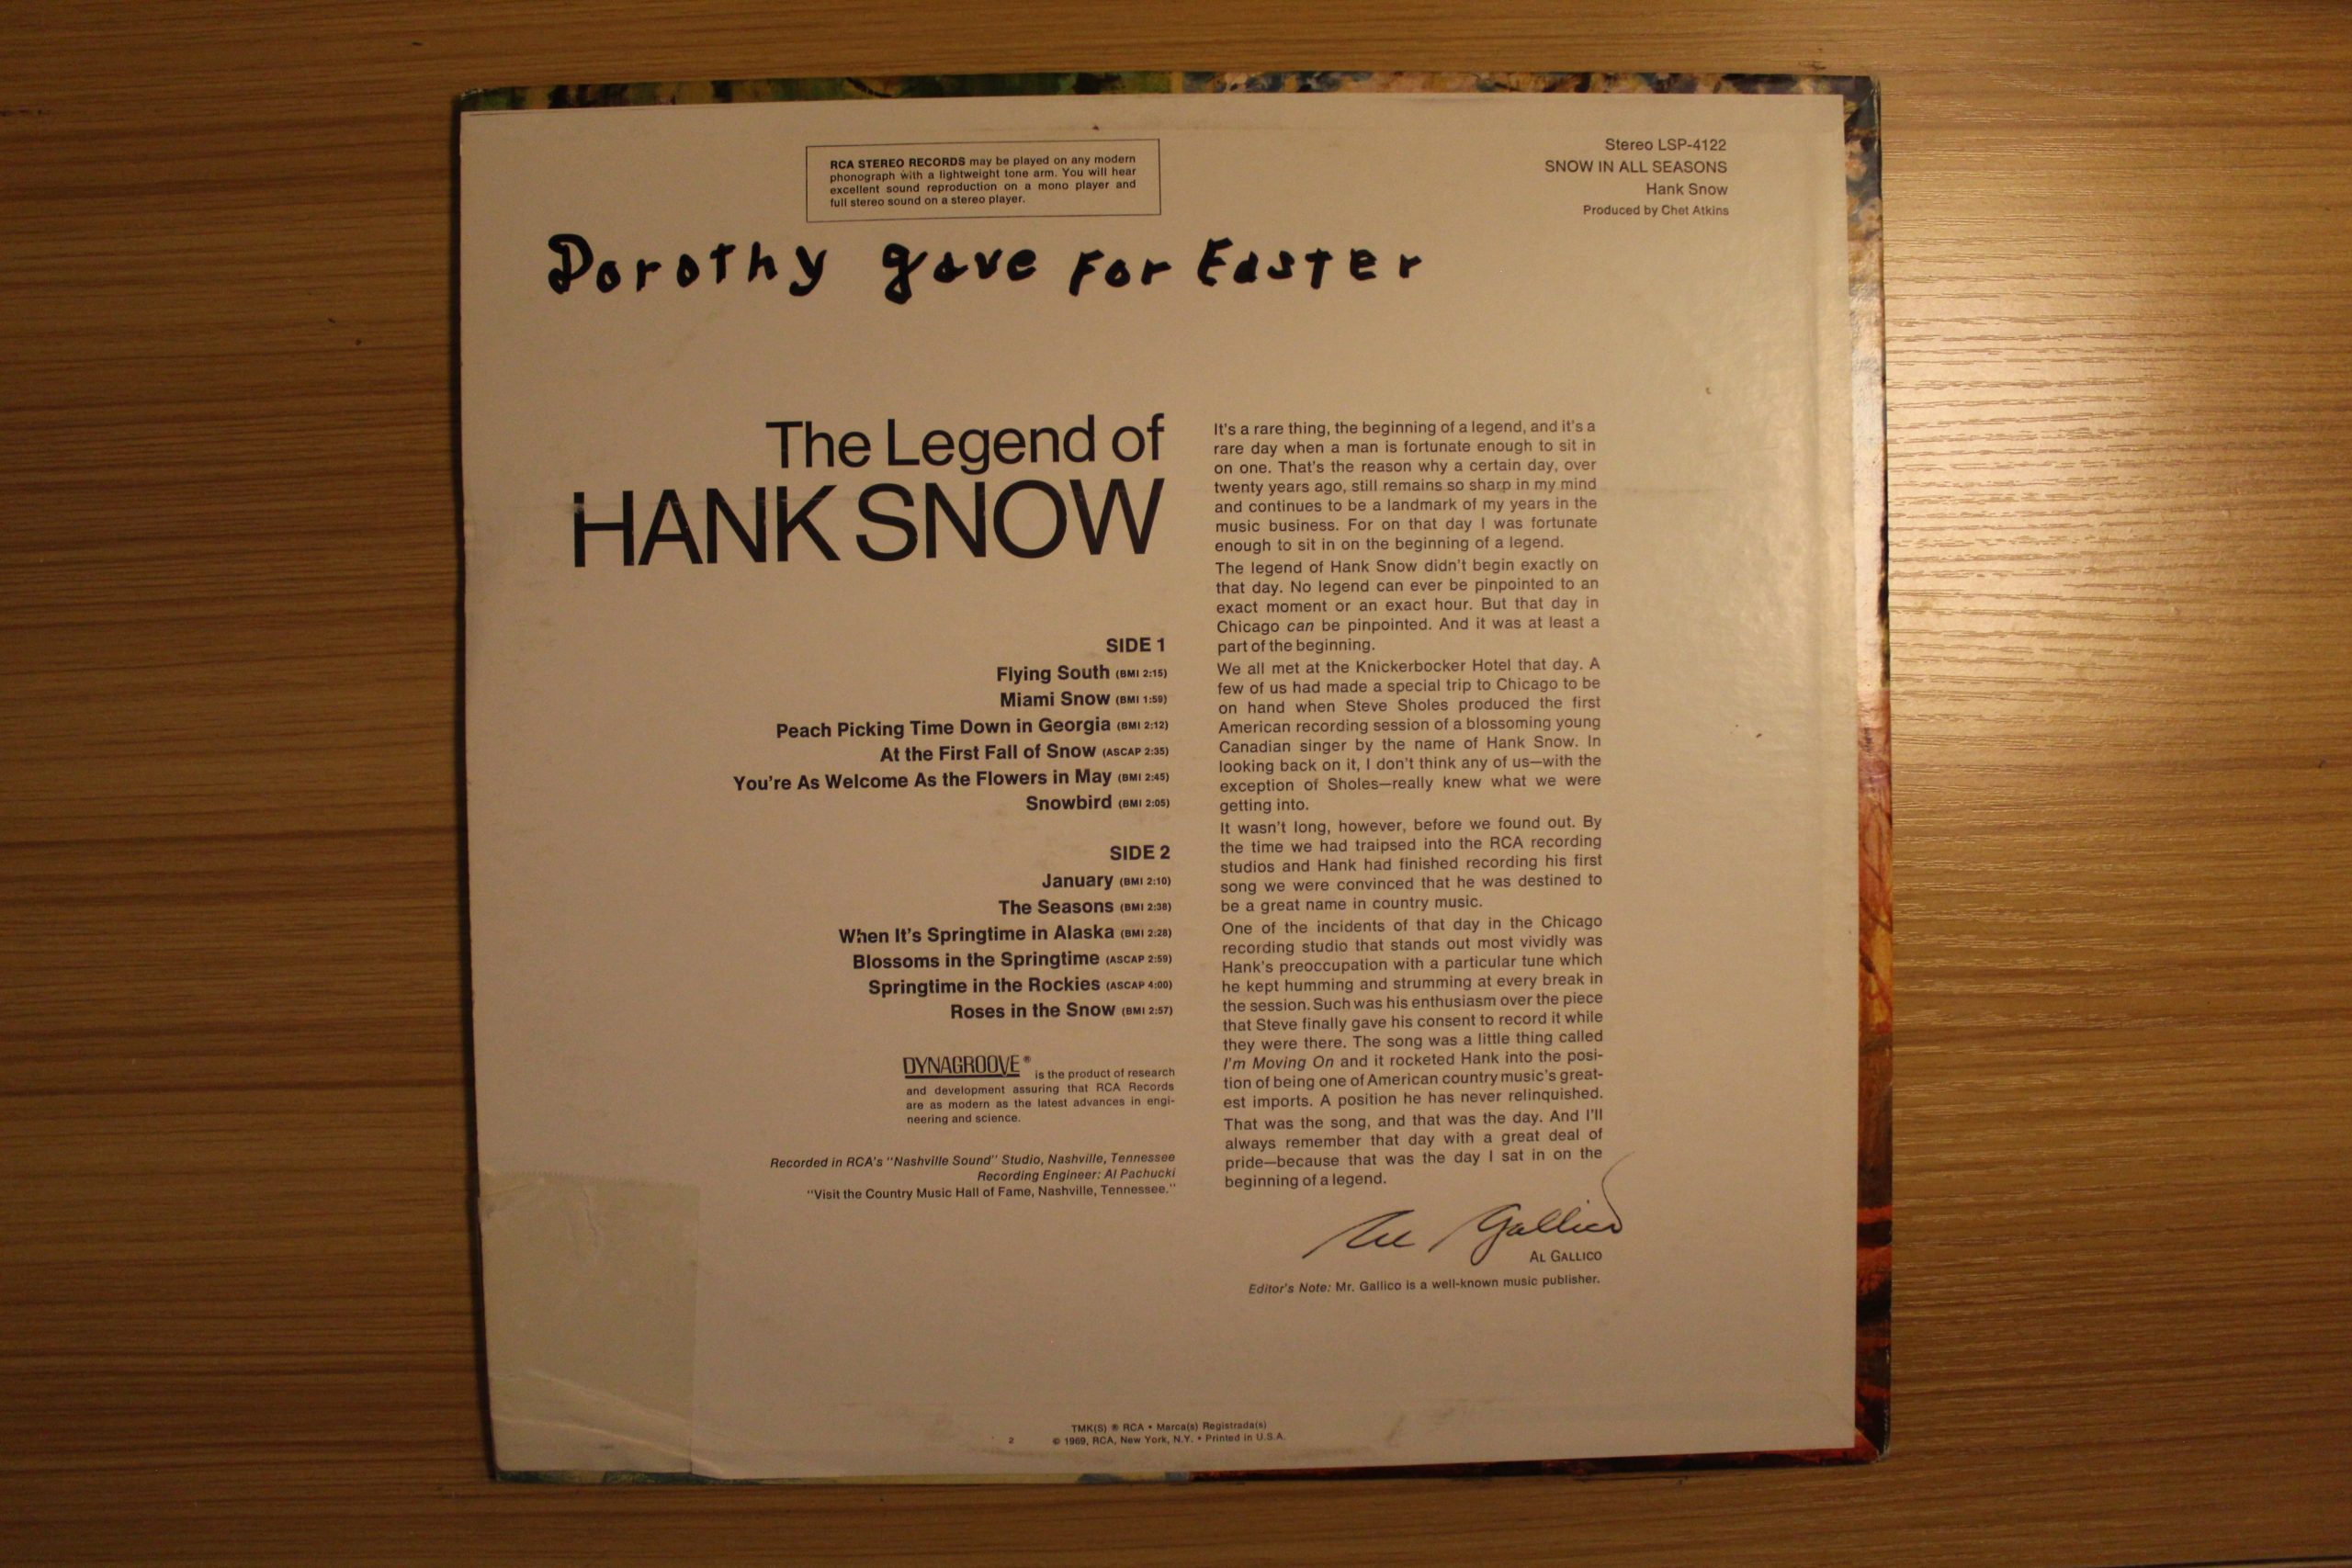 RCA STEREO RECORDS may be played on any modern
phonograph with a lightweight tone arm. You will hear
excellent sound reproduction on a mono player and
full stereo sound on a stereo player.
Stereo LSP-4122
SNOW IN ALL SEASONS
Hank Snow
Produced by Chet Atkins
Dorothy gave For Easter
The Legend of
HANK SNOW
SIDE 1
Flying South (BMI 2:15)
Miami Snow (BMI 1:59)
Peach Picking Time Down in Georgia (BMI 2:12)
At the First Fall of Snow (ASCAP 2:35)
You're As Welcome As the Flowers in May (BMI 2:45)
Snowbird (BMI 2:05)
SIDE 2
January (BMI 2:10)
The Seasons (BMI 2:38)
When It's Springtime in Alaska (BMI 2:28)
Blossoms in the Springtime (ASCAP 2:59)
Springtime in the Rockies (ASCAP 4:00)
Roses in the Snow (BMI 2:57)
DYNAGROOVE® is the product of research
and development assuring that RCA Records
are as modern as the latest advances in engi-
neering and science.
Recorded in RCA's "Nashville Sound" Studio, Nashville, Tennessee
Recording Engineer: Al Pachucki
"Visit the Country Music Hall of Fame, Nashville, Tennessee."
It's a rare thing, the beginning of a legend, and it's a
rare day when a man is fortunate enough to sit in
on one. That's the reason why a certain day, over
twenty years ago, still remains so sharp in my mind
and continues to be a landmark of my years in the
music business. For on that day I was fortunate
enough to sit in on the beginning of a legend.
The legend of Hank Snow didn't begin exactly on
that day. No legend can ever be pinpointed to an
exact moment or an exact hour. But that day in
Chicago can be pinpointed. And it was at least a
part of the beginning.
We all met at the Knickerbocker Hotel that day. A
few of us had made a special trip to Chicago to be
on hand when Steve Sholes produced the first
American recording session of a blossoming young
Canadian singer by the name of Hank Snow. In
looking back on it, I don't think any of us—with the
exception of Sholes—really knew what we were
getting into.
It wasn't long, however, before we found out. By
the time we had traipsed into the RCA recording
studios and Hank had finished recording his first
song we were convinced that he was destined to
be a great name in country music.
One of the incidents of that day in the Chicago
recording studio that stands out most vividly was
Hank's preoccupation with a particular tune which
he kept humming and strumming at every break in
the session. Such was his enthusiasm over the piece
that Steve finally gave his consent to record it while
they were there. The song was a little thing called
I'm Moving On and it rocketed Hank into the posi-
tion of being one of American country music's great-
est imports. A position he has never relinquished.
That was the song, and that was the day. And I'll
always remember that day with a great deal of
pride—because that was the day I sat in on the
beginning of a legend.
Al Gallico
AL GALLICO
Editor's Note: Mr. Gallico is a well-known music publisher.
TMK(S) ® RCA • Marca(s) Registrada(s)
2 © 1969, RCA, New York, N.Y. • Printed in U.S.A.